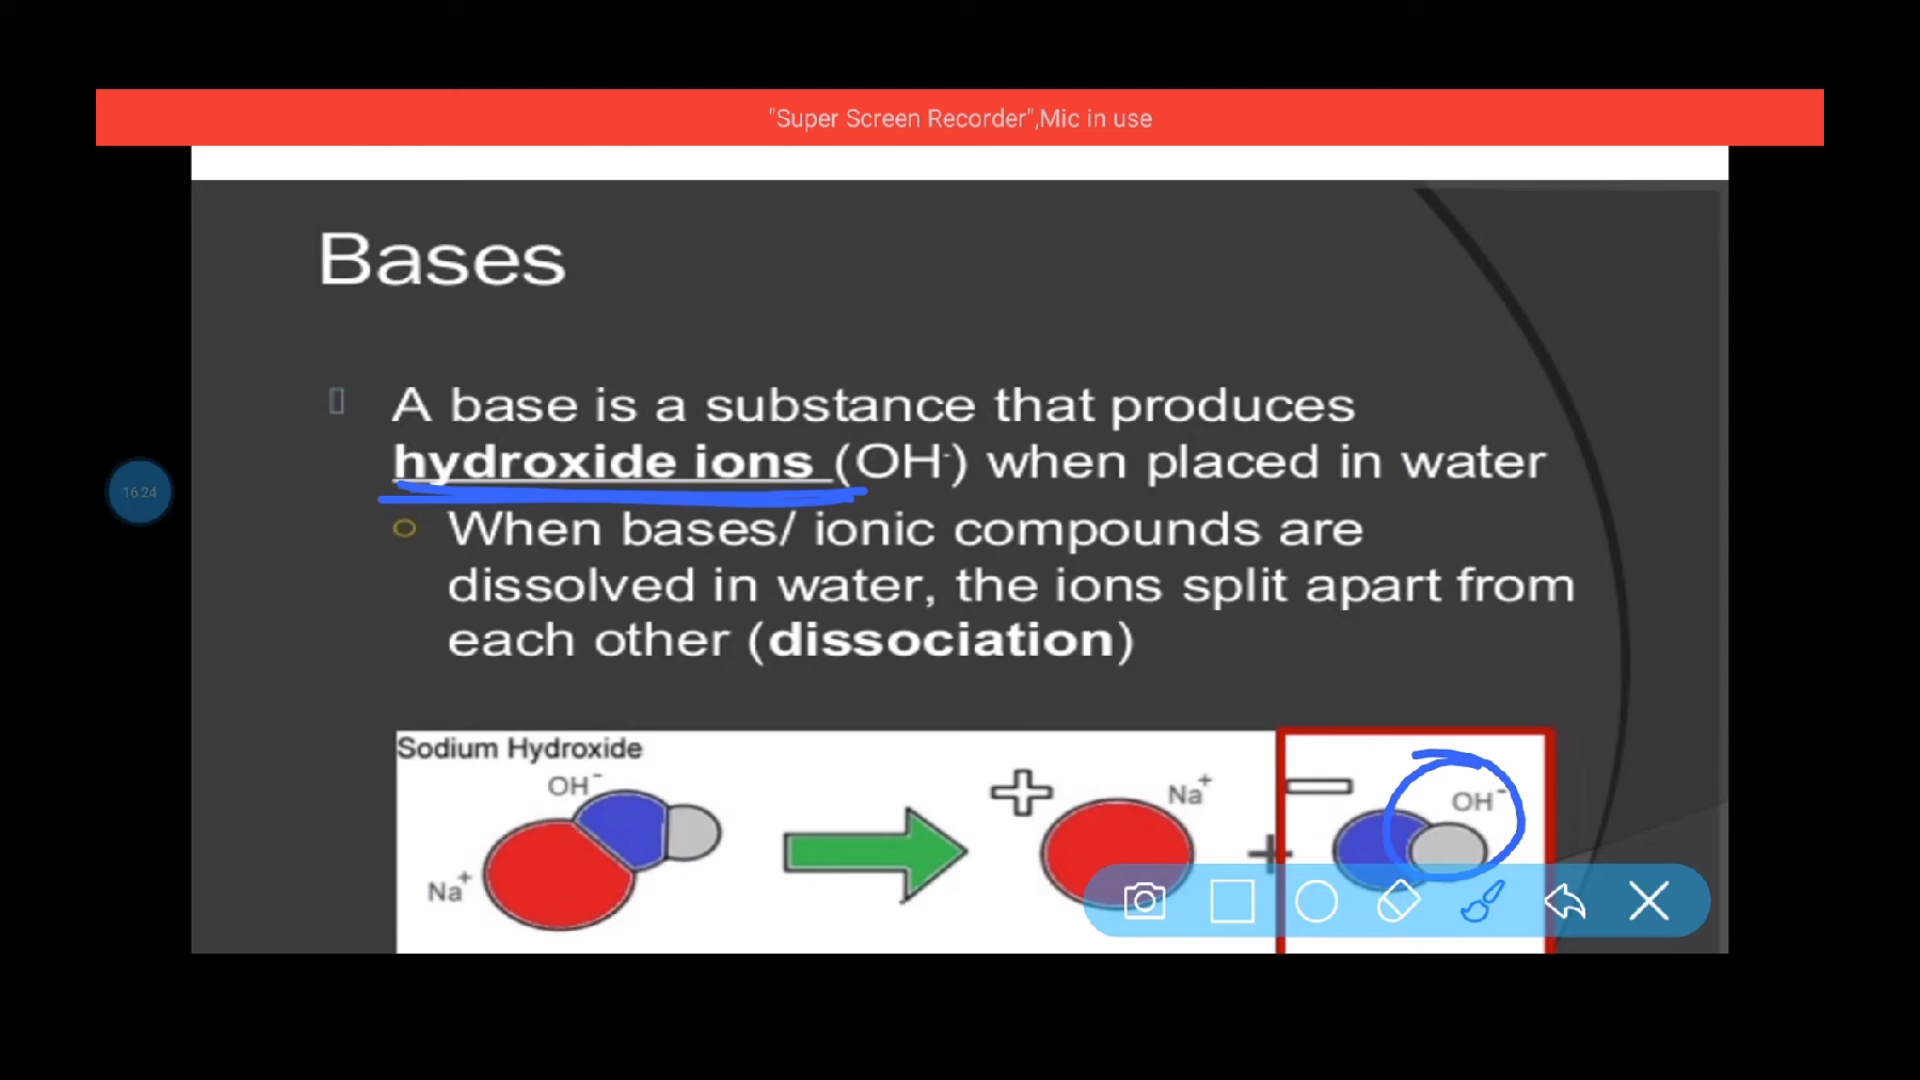 "Super Screen Recorder",Mic in use
Bases
A base is a substance that produces
hydroxide ions (OH-) when placed in water
16.24
When bases/ ionic compounds are
dissolved in water, the ions split apart from
each other (dissociation)
Sodium Hydroxide
OH-
Na+
Na+
+
OH-